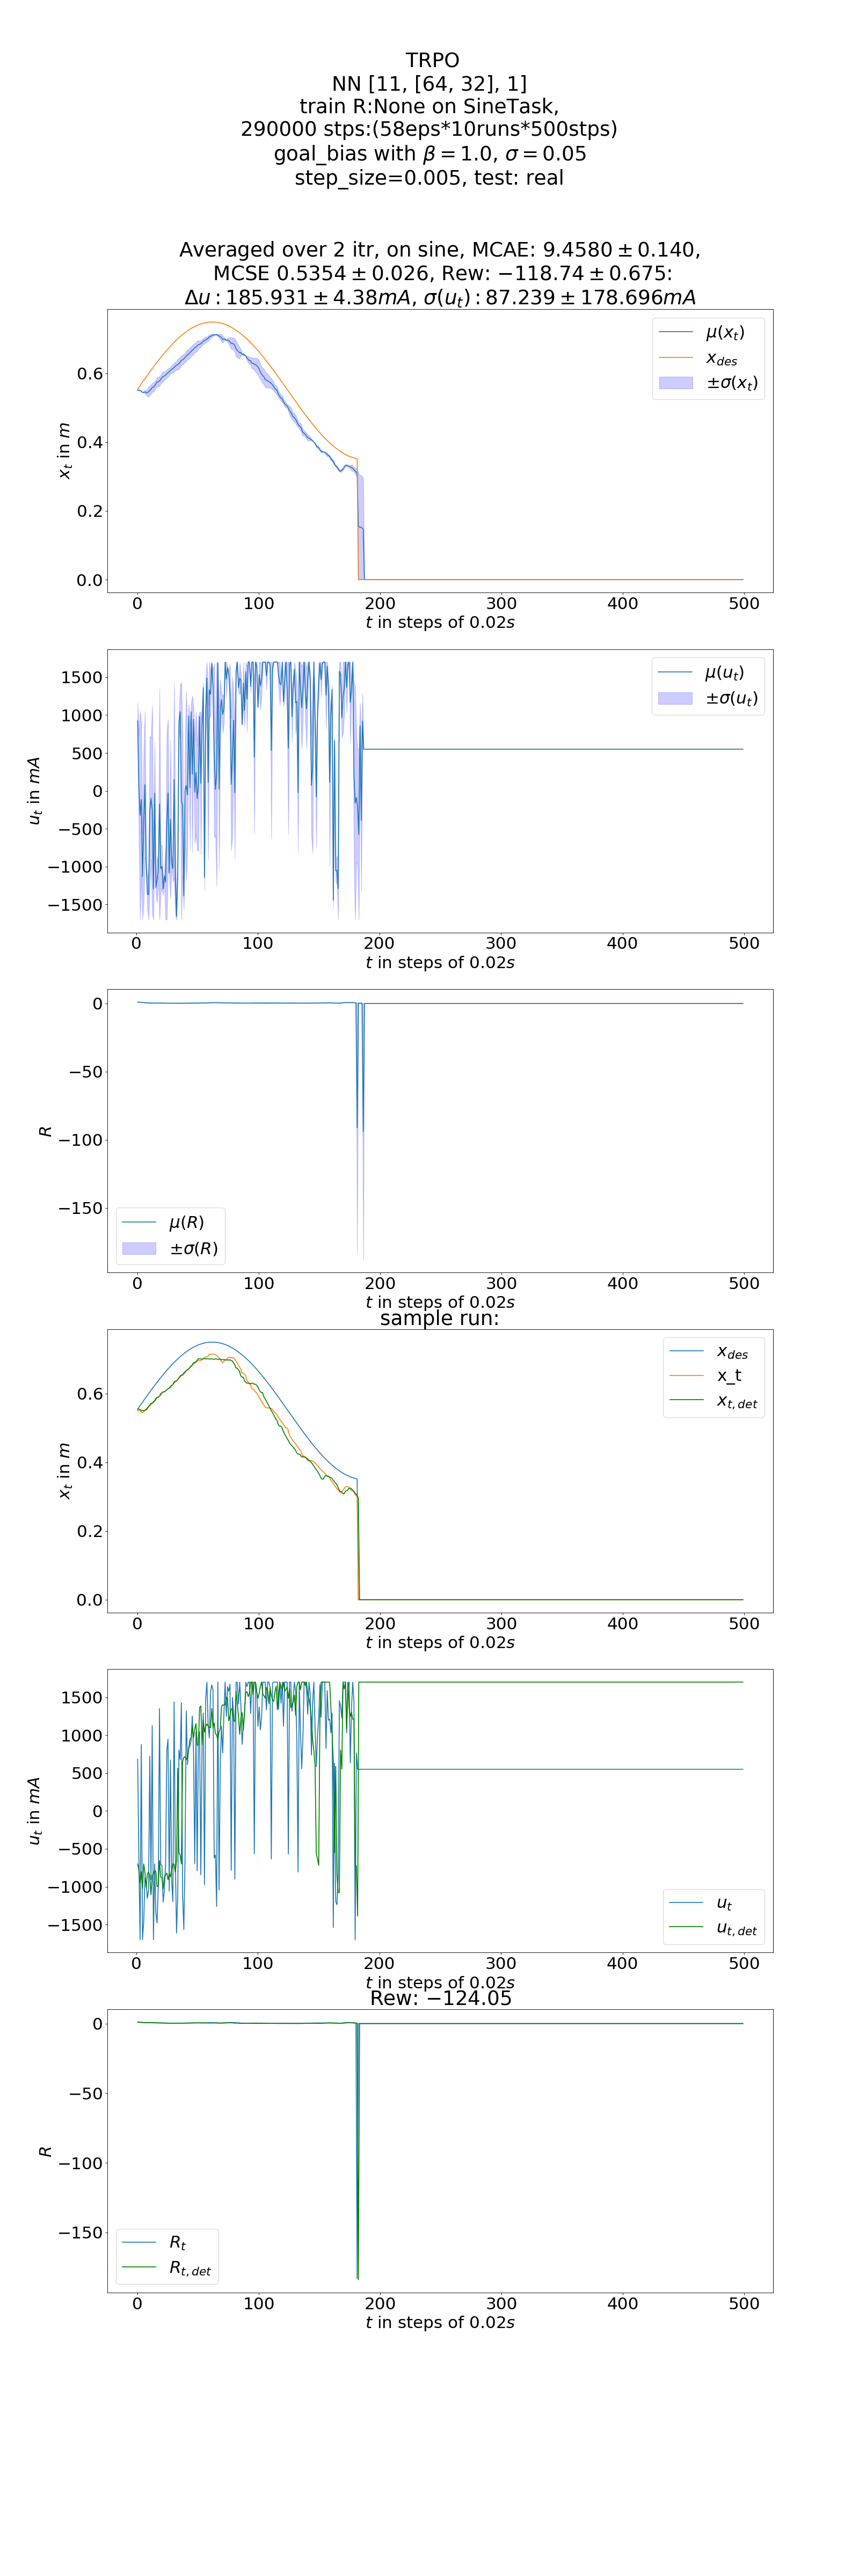 TRPO
NN [11, [64, 32], 1]
train R:None on SineTask,
290000 stps:(58eps*10runs*500stps)
goal_bias with β = 1.0, σ = 0.05
step_size=0.005, test: real
Averaged over 2 itr, on sine, MCAE: 9.4580 ± 0.140,
MCSE 0.5354 ± 0.026, Rew: −118.74 ± 0.675:
Δu : 185.931 ± 4.38mA, σ(u_t) : 87.239 ± 178.696mA
μ(x_t)
x_des
±σ(x_t)
x_t in m
0.6
0.4
0.2
0.0
0 100 200 300 400 500
t in steps of 0.02s
μ(u_t)
±σ(u_t)
u_t in mA
1500
1000
500
0
−500
−1000
−1500
0 100 200 300 400 500
t in steps of 0.02s
R
0
−50
−100
−150
μ(R)
±σ(R)
0 100 200 300 400 500
t in steps of 0.02s
sample run:
x_des
x_t
x_t,det
x_t in m
0.6
0.4
0.2
0.0
0 100 200 300 400 500
t in steps of 0.02s
u_t in mA
1500
1000
500
0
−500
−1000
−1500
u_t
u_t,det
0 100 200 300 400 500
t in steps of 0.02s
Rew: −124.05
R
0
−50
−100
−150
R_t
R_t,det
0 100 200 300 400 500
t in steps of 0.02s